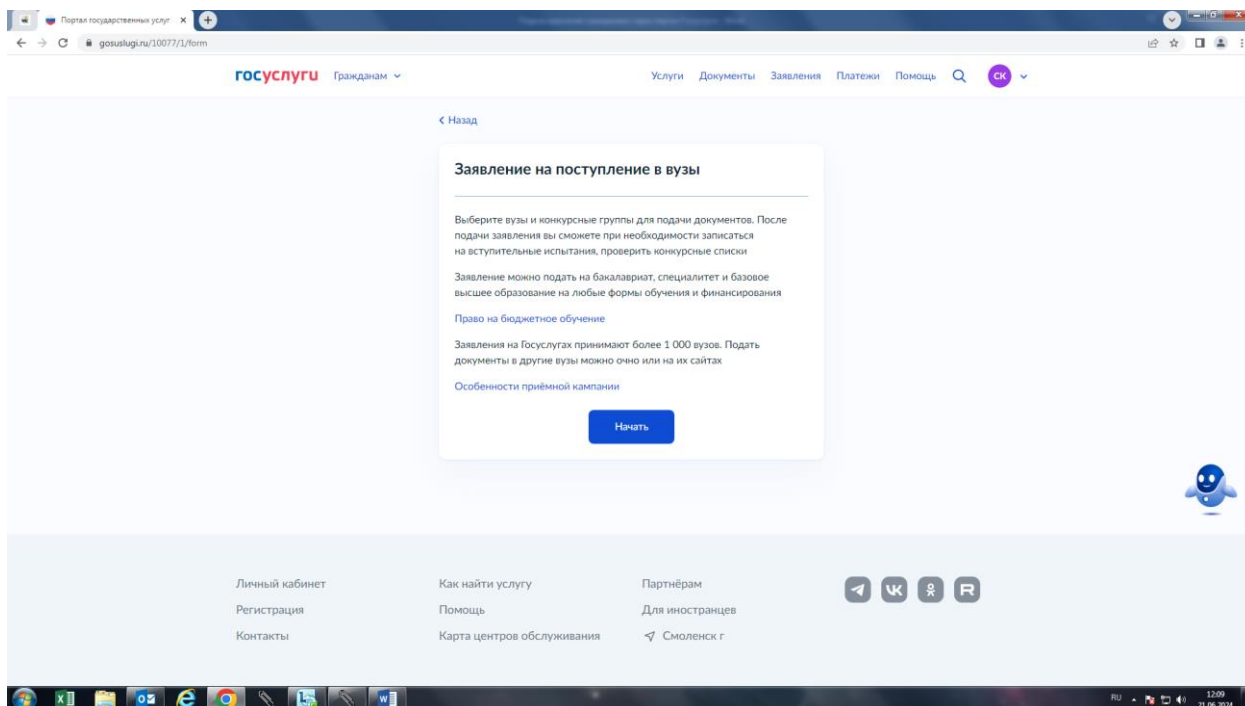 Портал государственных услуг
gosuslugi.ru/10077/1/form
госуслуги Гражданам Услуги Документы Заявления Платежи Помощь СК
Назад
Заявление на поступление в вузы
Выберите вузы и конкурсные группы для подачи документов. После
подачи заявления вы сможете при необходимости записаться
на вступительные испытания, проверить конкурсные списки
Заявление можно подать на бакалавриат, специалитет и базовое
высшее образование на любые формы обучения и финансирования
Право на бюджетное обучение
Заявления на Госуслугах принимают более 1 000 вузов. Подать
документы в другие вузы можно очно или на их сайтах
Особенности приёмной кампании
Начать
Личный кабинет Как найти услугу Партнёрам
Регистрация Помощь Для иностранцев
Контакты Карта центров обслуживания Смоленск г
RU 12:09
21.06.2024